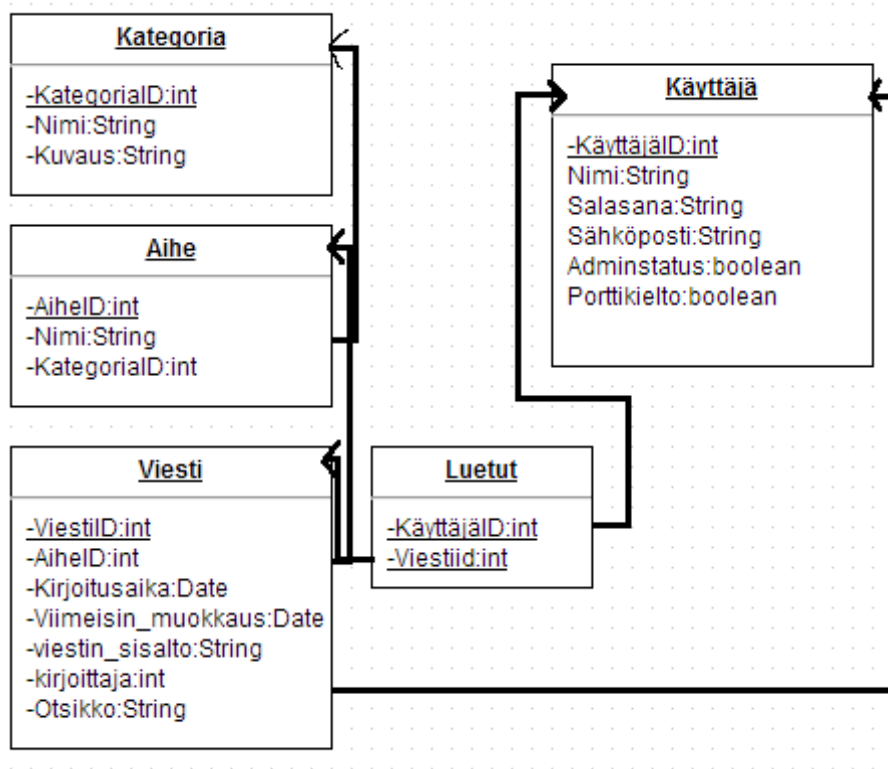 Kategoria
-KategoriaID:int
-Nimi:String
-Kuvaus:String
Käyttäjä
-KäyttäjäID:int
Nimi:String
Salasana:String
Sähköposti:String
Adminstatus:boolean
Porttikielto:boolean
Aihe
-AiheID:int
-Nimi:String
-KategoriaID:int
Viesti
-ViestiID:int
-AiheID:int
-Kirjoitusaika:Date
-Viimeisin_muokkaus:Date
-viestin_sisalto:String
-kirjoittaja:int
-Otsikko:String
Luetut
-KäyttäjäID:int
-Viestiid:int